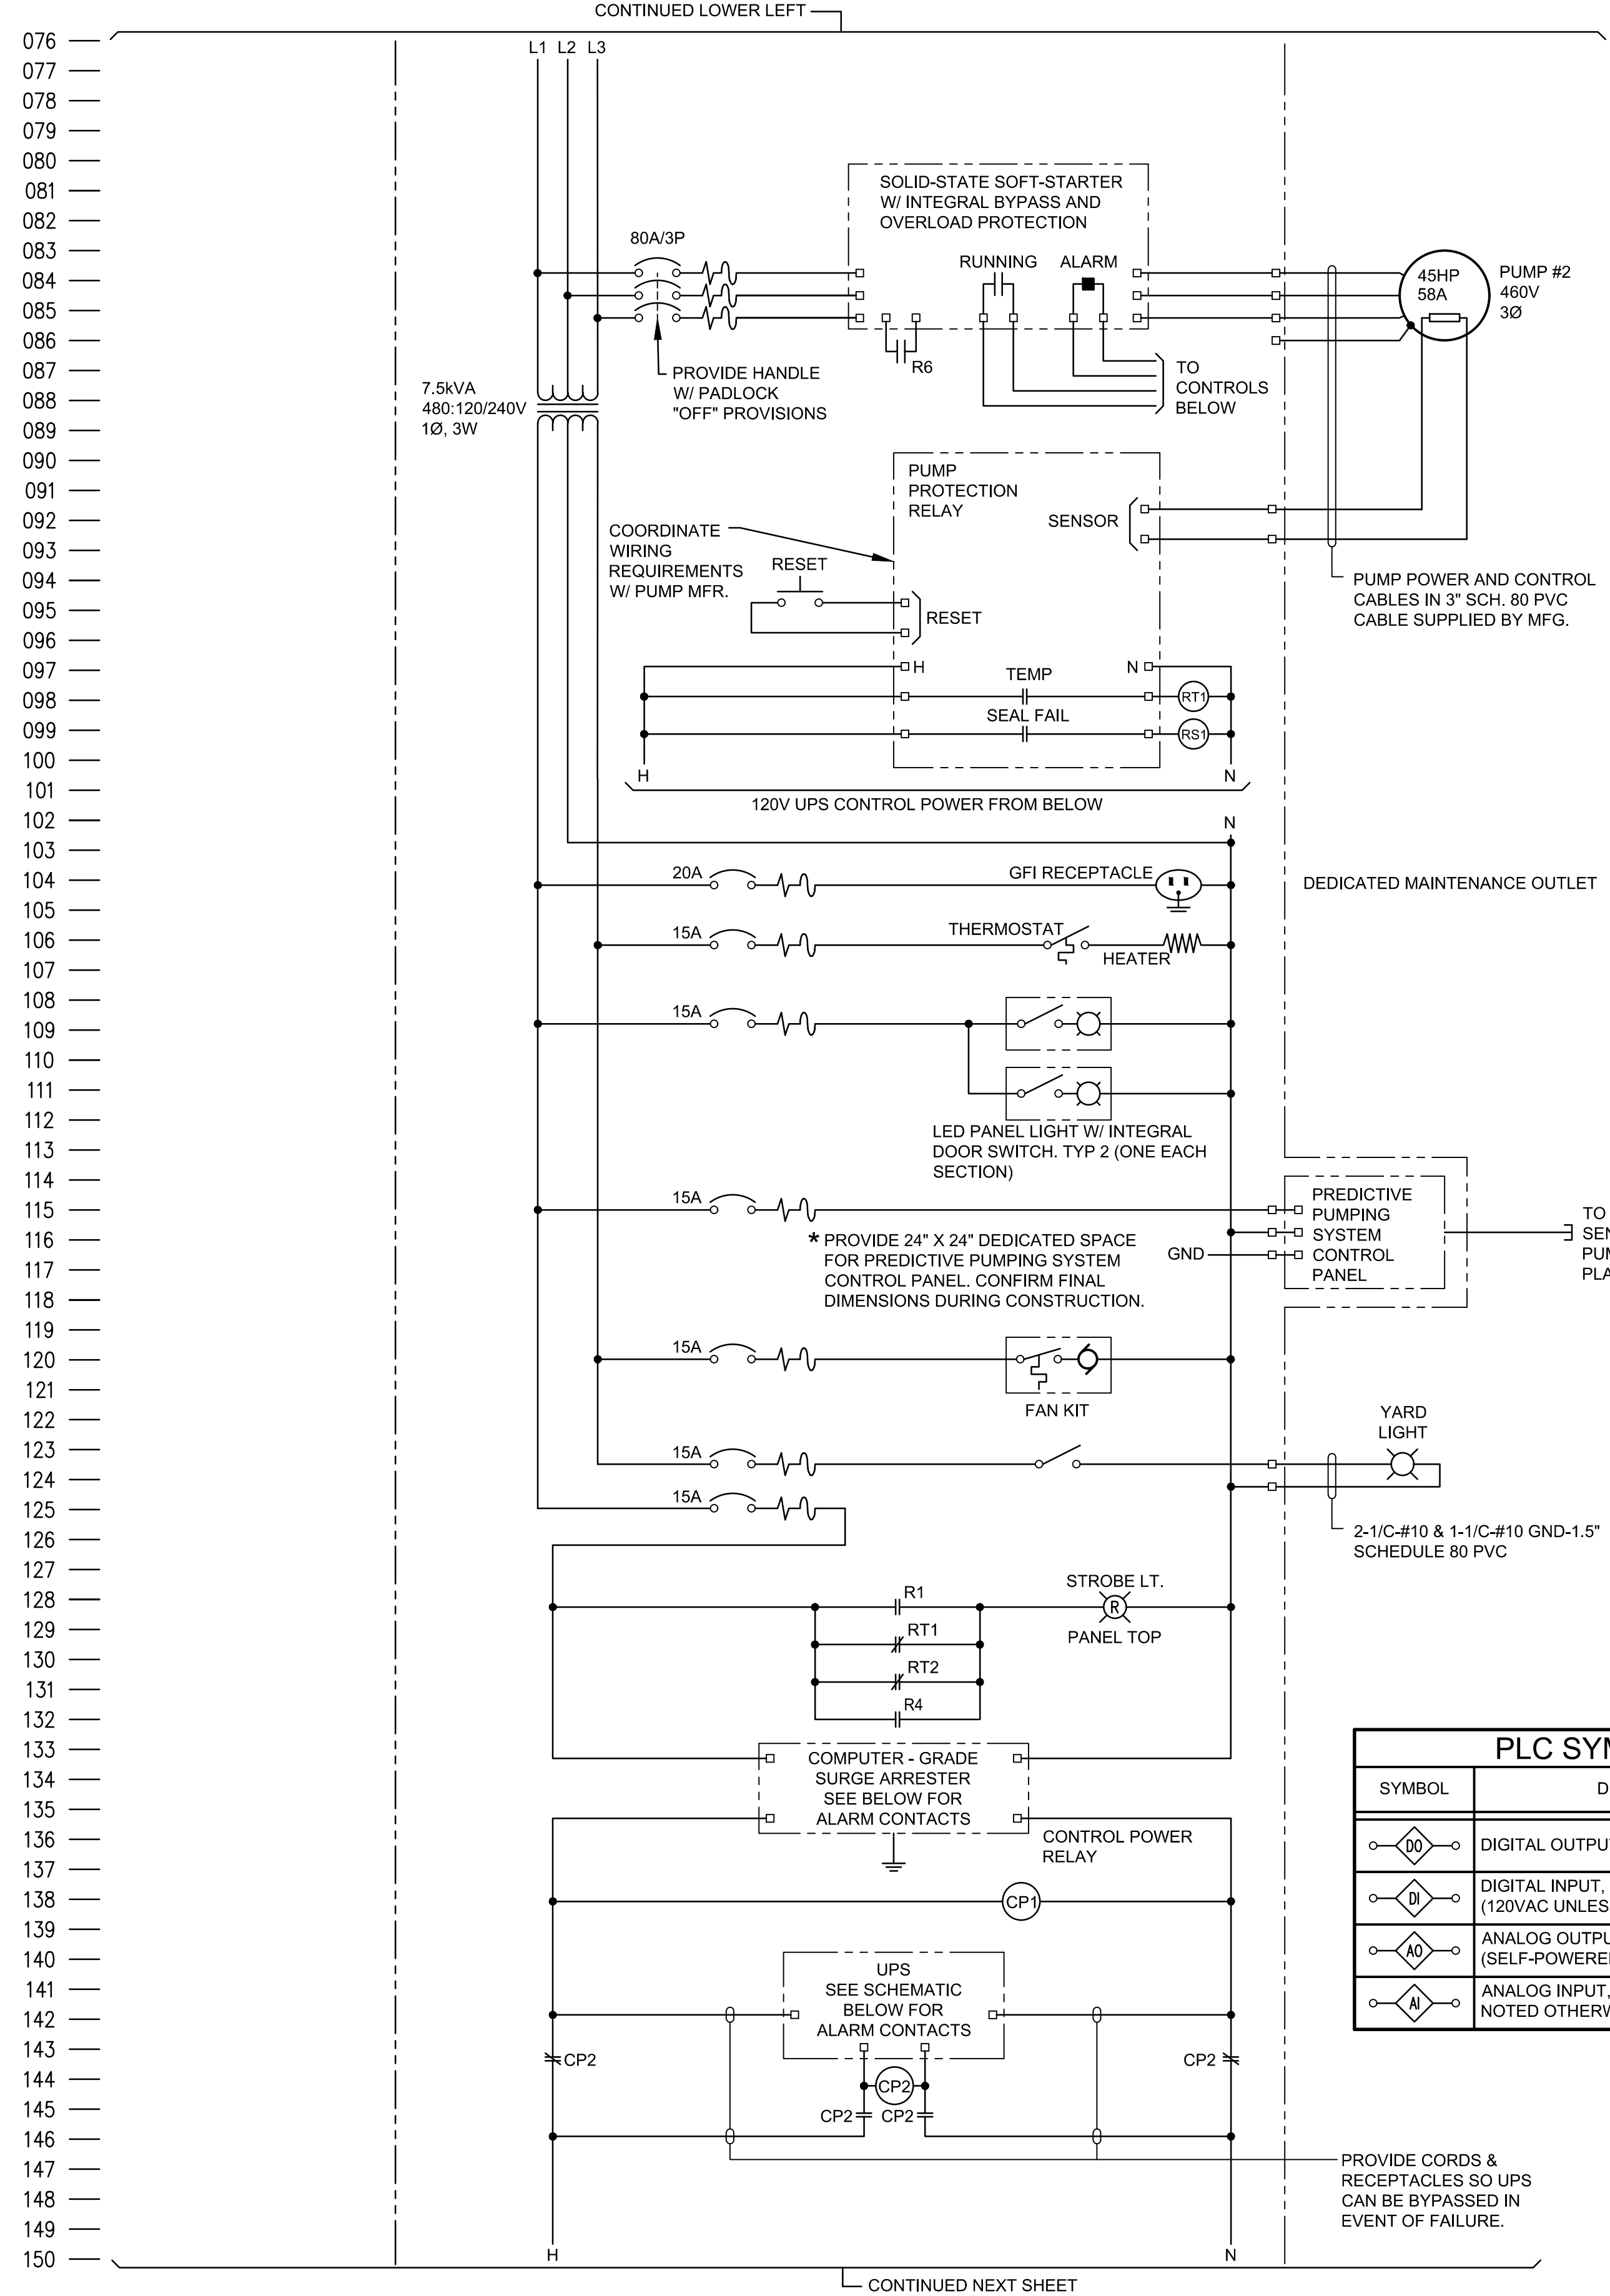 CONTINUED LOWER LEFT
076
L1 L2 L3
077
078
079
080
081
SOLID-STATE SOFT-STARTER
W/ INTEGRAL BYPASS AND
OVERLOAD PROTECTION
082
083
80A/3P
RUNNING ALARM
084
45HP
58A
PUMP #2
460V
3Ø
085
086
R6
087
PROVIDE HANDLE
W/ PADLOCK
"OFF" PROVISIONS
TO
CONTROLS
BELOW
7.5kVA
480:120/240V
1Ø, 3W
088
089
090
PUMP
PROTECTION
RELAY
091
092
SENSOR
COORDINATE
WIRING
REQUIREMENTS
W/ PUMP MFR.
093
RESET
094
PUMP POWER AND CONTROL
CABLES IN 3" SCH. 80 PVC
CABLE SUPPLIED BY MFG.
095
RESET
096
097
H
N
TEMP
098
RT1
SEAL FAIL
099
RS1
100
H
N
101
120V UPS CONTROL POWER FROM BELOW
102
N
103
104
20A
GFI RECEPTACLE
DEDICATED MAINTENANCE OUTLET
105
106
15A
THERMOSTAT
HEATER
107
108
15A
109
110
111
112
LED PANEL LIGHT W/ INTEGRAL
DOOR SWITCH. TYP 2 (ONE EACH
SECTION)
113
114
115
15A
PREDICTIVE
PUMPING
SYSTEM
CONTROL
PANEL
TO
SEN
PUM
PLA
116
* PROVIDE 24" X 24" DEDICATED SPACE
FOR PREDICTIVE PUMPING SYSTEM
CONTROL PANEL. CONFIRM FINAL
DIMENSIONS DURING CONSTRUCTION.
GND
117
118
119
120
15A
121
FAN KIT
122
YARD
LIGHT
123
15A
124
125
15A
126
2-1/C-#10 & 1-1/C-#10 GND-1.5"
SCHEDULE 80 PVC
127
128
R1
STROBE LT.
R
PANEL TOP
129
RT1
130
RT2
131
R4
132
133
COMPUTER - GRADE
SURGE ARRESTER
SEE BELOW FOR
ALARM CONTACTS
134
135
136
CONTROL POWER
RELAY
137
138
CP1
139
140
UPS
SEE SCHEMATIC
BELOW FOR
ALARM CONTACTS
141
142
143
CP2
CP2
144
CP2
145
CP2 CP2
146
147
PROVIDE CORDS &
RECEPTACLES SO UPS
CAN BE BYPASSED IN
EVENT OF FAILURE.
148
149
150
H
N
CONTINUED NEXT SHEET
PLC SYM
SYMBOL
D
DO
DIGITAL OUTPUT
DI
DIGITAL INPUT,
(120VAC UNLES
AO
ANALOG OUTPU
(SELF-POWERE
AI
ANALOG INPUT,
NOTED OTHERW